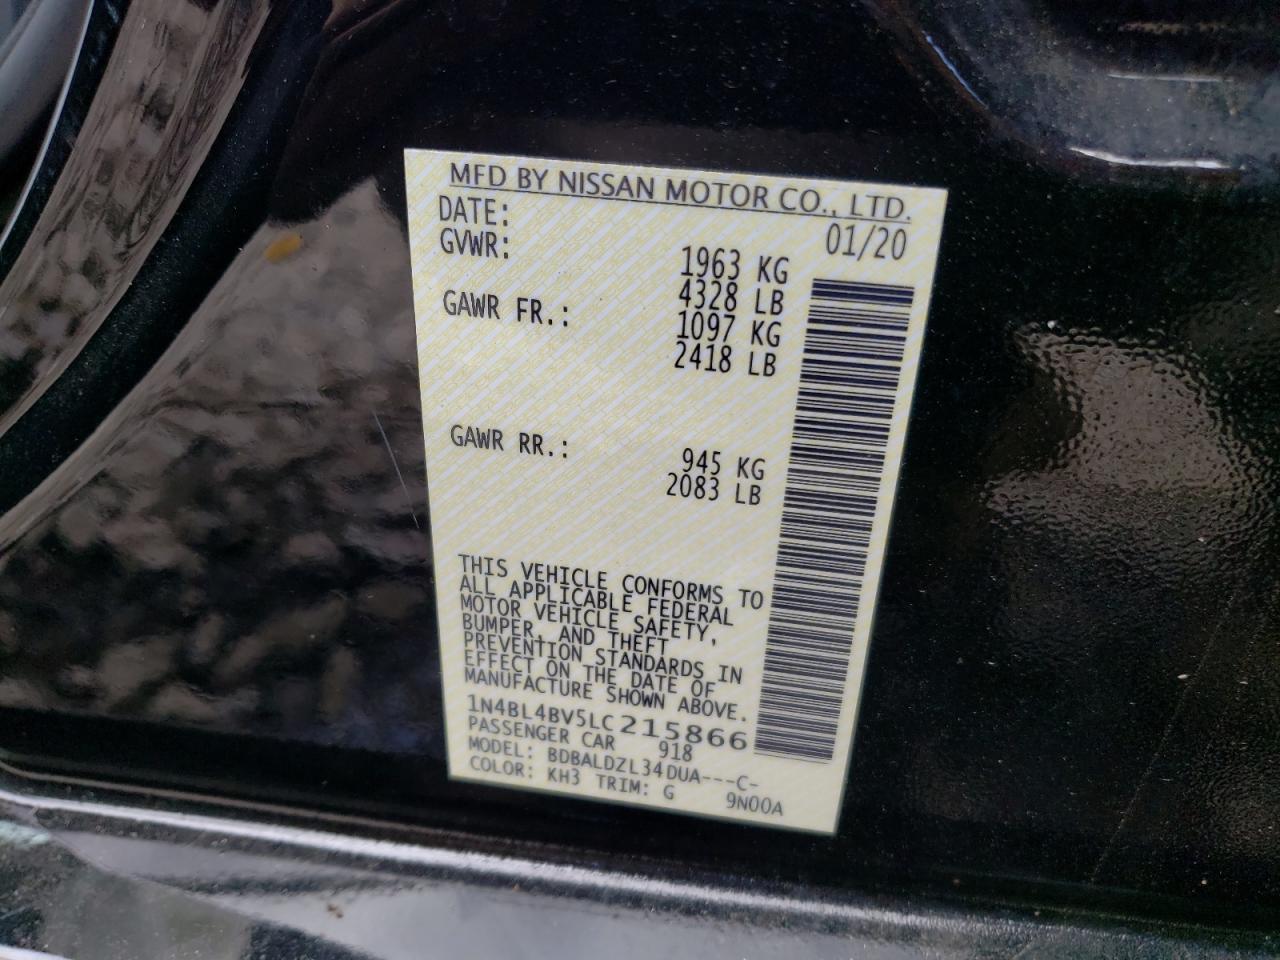 MFD BY NISSAN MOTOR CO., LTD.
DATE: 01/20
GVWR: 1963 KG
4328 LB
GAWR FR.: 1097 KG
2418 LB
GAWR RR.: 945 KG
2083 LB
THIS VEHICLE CONFORMS TO
ALL APPLICABLE FEDERAL
MOTOR VEHICLE SAFETY,
BUMPER, AND THEFT
PREVENTION STANDARDS IN
EFFECT ON THE DATE OF
MANUFACTURE SHOWN ABOVE.
1N4BL4BV5LC215866
PASSENGER CAR 918
MODEL: BDBALDZL34DUA---C-
COLOR: KH3 TRIM: G 9N00A